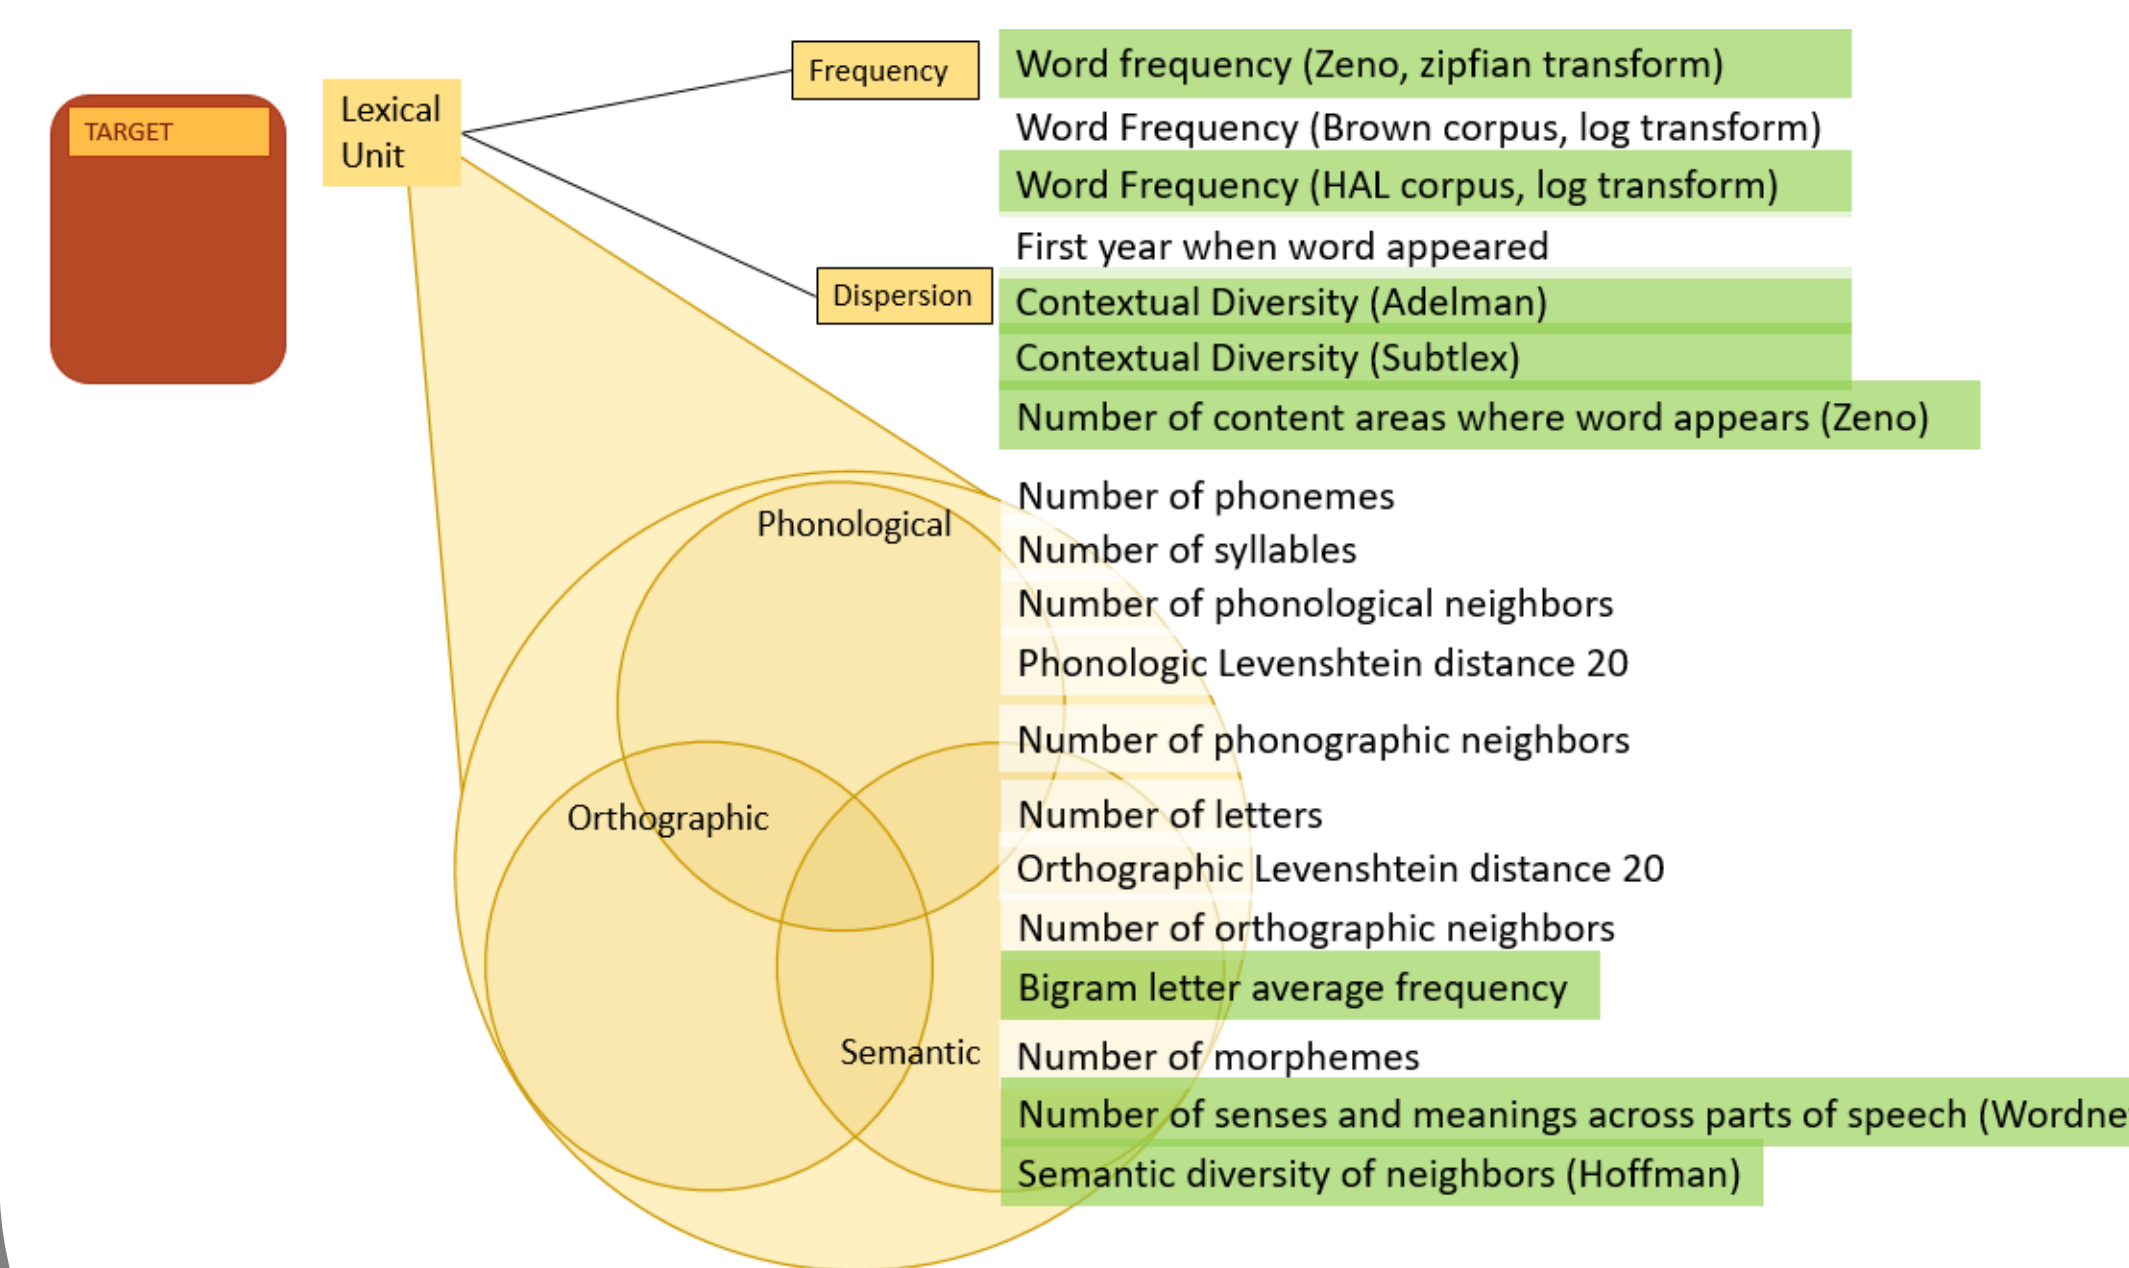 TARGET
Lexical
Unit
Frequency
Dispersion
Word frequency (Zeno, zipfian transform)
Word Frequency (Brown corpus, log transform)
Word Frequency (HAL corpus, log transform)
First year when word appeared
Contextual Diversity (Adelman)
Contextual Diversity (Subtlex)
Number of content areas where word appears (Zeno)
Phonological
Orthographic
Semantic
Number of phonemes
Number of syllables
Number of phonological neighbors
Phonologic Levenshtein distance 20
Number of phonographic neighbors
Number of letters
Orthographic Levenshtein distance 20
Number of orthographic neighbors
Bigram letter average frequency
Number of morphemes
Number of senses and meanings across parts of speech (Wordne
Semantic diversity of neighbors (Hoffman)